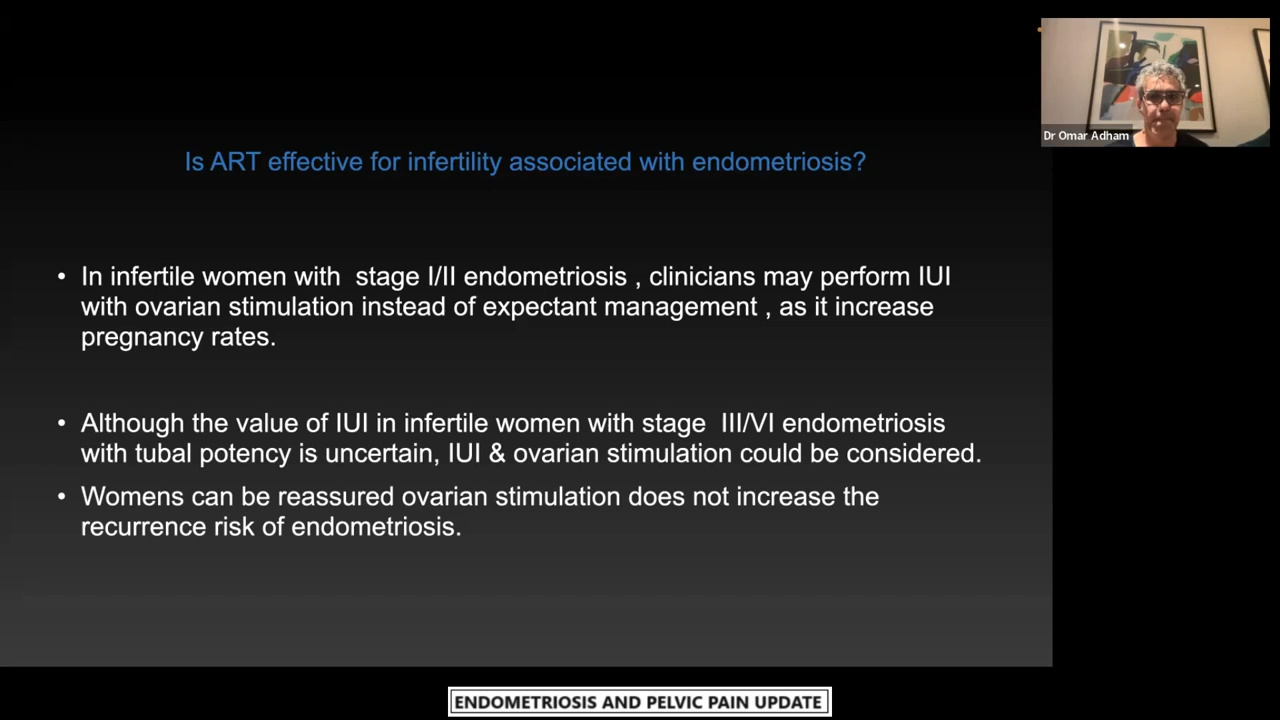 Dr Omar Adham
Is ART effective for infertility associated with endometriosis?
• In infertile women with stage I/II endometriosis , clinicians may perform IUI
with ovarian stimulation instead of expectant management , as it increase
pregnancy rates.
• Although the value of IUI in infertile women with stage III/VI endometriosis
with tubal potency is uncertain, IUI & ovarian stimulation could be considered.
• Womens can be reassured ovarian stimulation does not increase the
recurrence risk of endometriosis.
ENDOMETRIOSIS AND PELVIC PAIN UPDATE